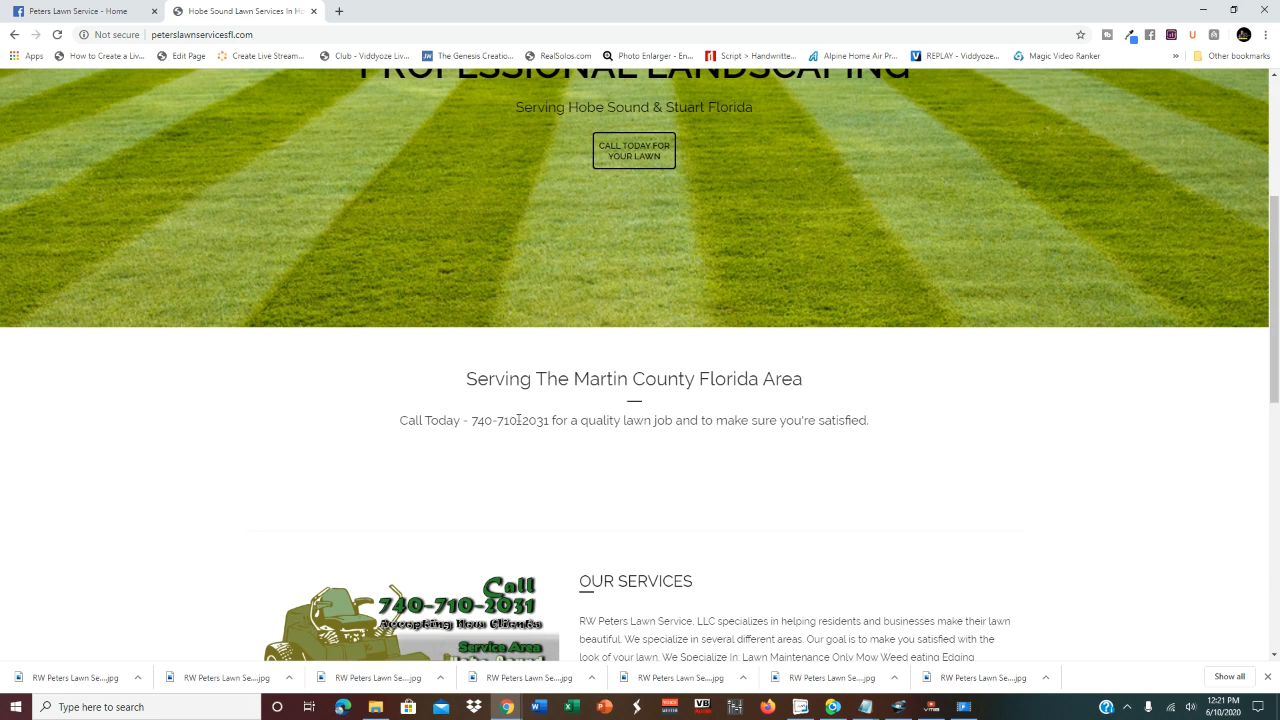 Peters Lawn Services - Home
Hobe Sound Lawn Services In Ho
Not secure
peterslawnservicesfl.com
Apps
How to Create a Liv...
Edit Page
Create Live Stream...
Club - Viddyoze...
The Genesis Creatio...
RealSolos.com
Photo Enlarger - En...
Script > Handwritte...
Alpine Home Air Pr...
REPLAY - Viddyoze...
Magic Video Ranker
»
Other bookmarks
PROFESSIONAL LANDSCAPING
Serving Hobe Sound & Stuart Florida
CALL TODAY FOR
YOUR LAWN
Serving The Martin County Florida Area
Call Today - 740-710-2031 for a quality lawn job and to make sure you're satisfied.
Call
740-710-2031
Accepting New Clients
Service Area
Hobe Sound
OUR SERVICES
RW Peters Lawn Service, LLC specializes in helping residents and businesses make their lawn
beautiful. We specialize in several different areas. Our goal is to make you satisfied with the
look of your lawn. We Specialize In: Lawn Maintenance Only Mow Weed eating Edging
RW Peters Lawn Se....jpg
RW Peters Lawn Se....jpg
RW Peters Lawn Se....jpg
RW Peters Lawn Se....jpg
RW Peters Lawn Se....jpg
RW Peters Lawn Se....jpg
RW Peters Lawn Se....jpg
Show all
Type here to search
12:21 PM
6/10/2020